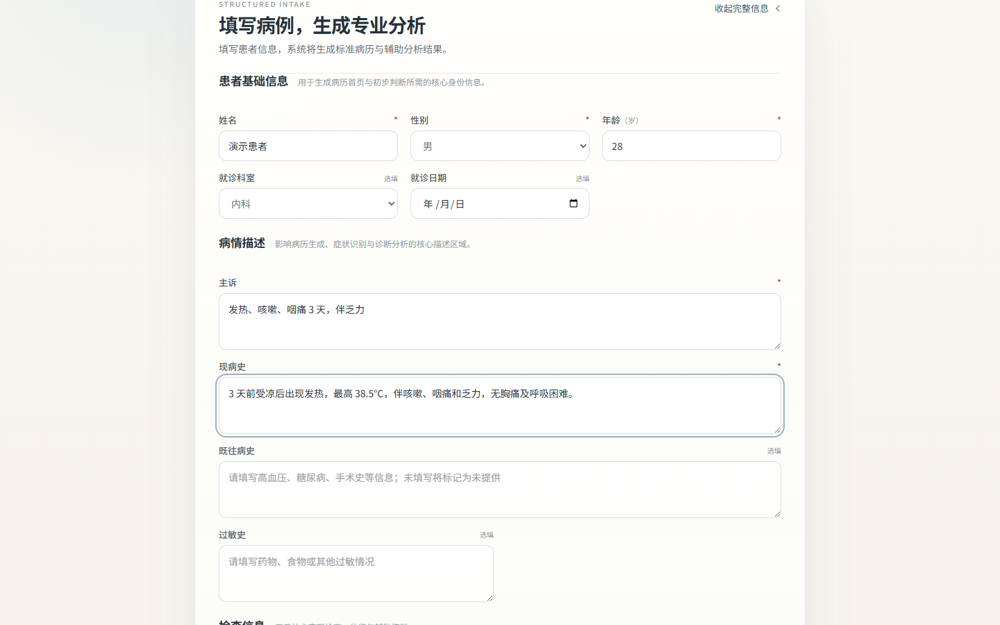 STRUCTURED INTAKE
收起完整信息 <
填写病例，生成专业分析
填写患者信息，系统将生成标准病历与辅助分析结果。
患者基础信息 用于生成病历首页与初步判断所需的核心身份信息。
姓名 * 性别 * 年龄（岁） *
演示患者 男 28
就诊科室 选填 就诊日期 选填
内科 年 /月/日
病情描述 影响病历生成、症状识别与诊断分析的核心描述区域。
主诉 *
发热、咳嗽、咽痛 3 天，伴乏力
现病史 *
3 天前受凉后出现发热，最高 38.5°C，伴咳嗽、咽痛和乏力，无胸痛及呼吸困难。
既往病史 选填
请填写高血压、糖尿病、手术史等信息；未填写将标记为未提供
过敏史 选填
请填写药物、食物或其他过敏情况
检查信息